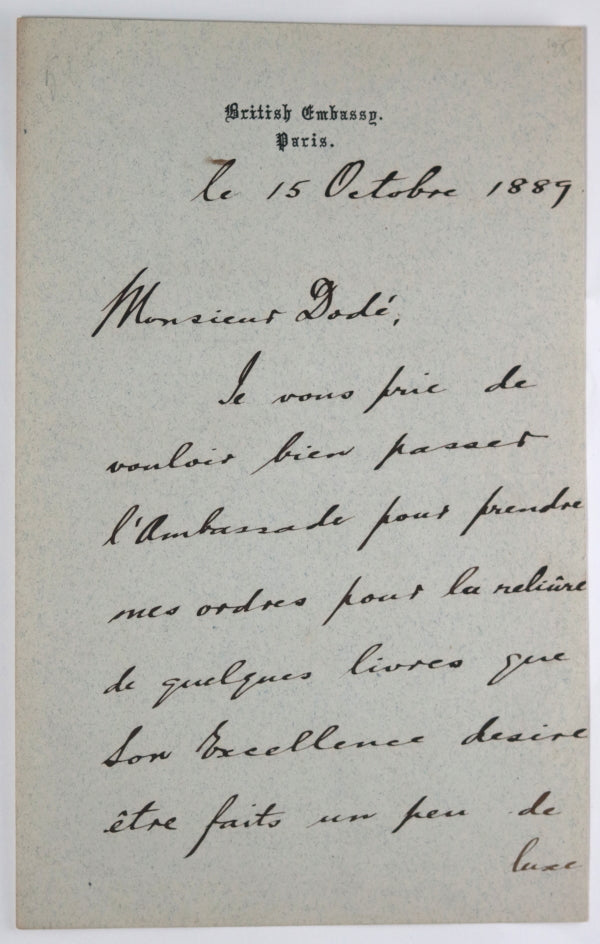 British Embassy.
Paris.
le 15 Octobre 1889
Monsieur Dodé,
Je vous prie de
vouloir bien passer
l'Ambassade pour prendre
mes ordres pour la reliûre
de quelques livres que
Son Excellence desire
être faits un peu de
luxe